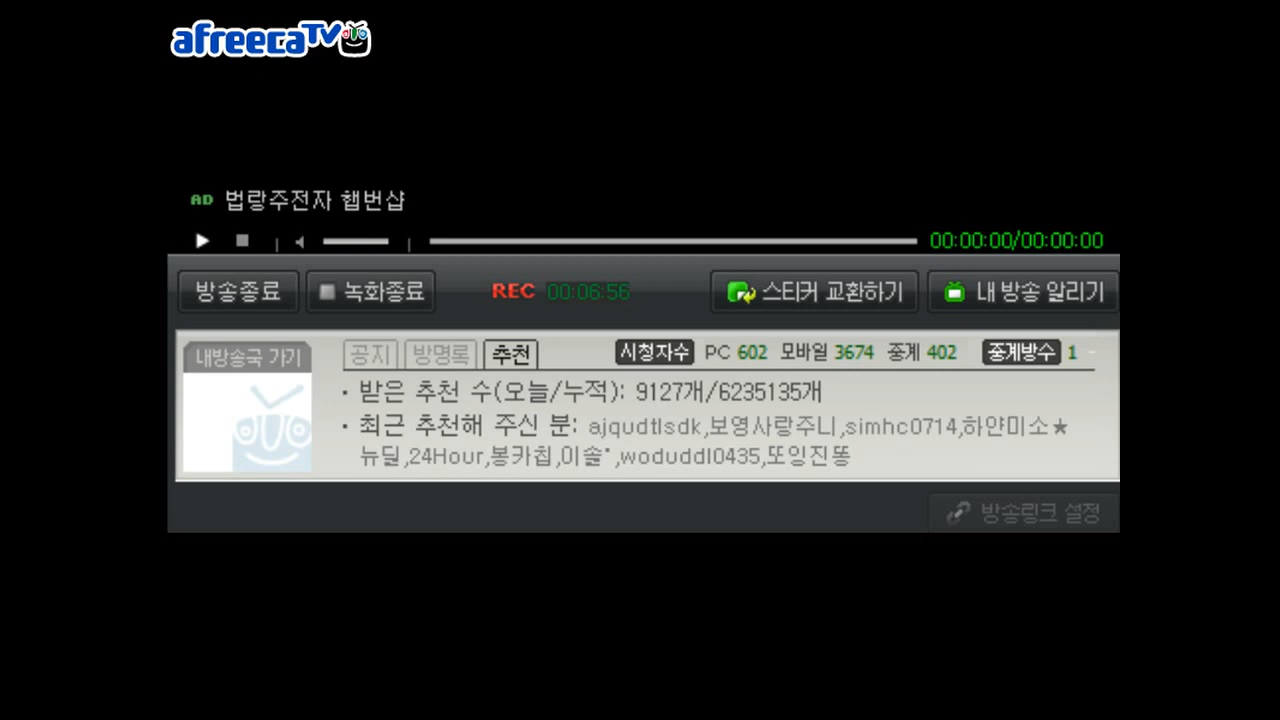 afreecaTV
AD 법랑주전자 햅번샵
00:00:00/00:00:00
방송종료 녹화종료 REC 00:06:56 스티커 교환하기 내 방송 알리기
내방송국 가기 공지 방명록 추천 시청자수 PC 602 모바일 3674 중계 402 중계방수 1
· 받은 추천 수(오늘/누적): 9127개/6235135개
· 최근 추천해 주신 분: ajqudtlsdk,보영사랑주니,simhc0714,하얀미소★
뉴딜,24Hour,봉카칩,이솔*,woduddl0435,또잉진똥
방송링크 설정